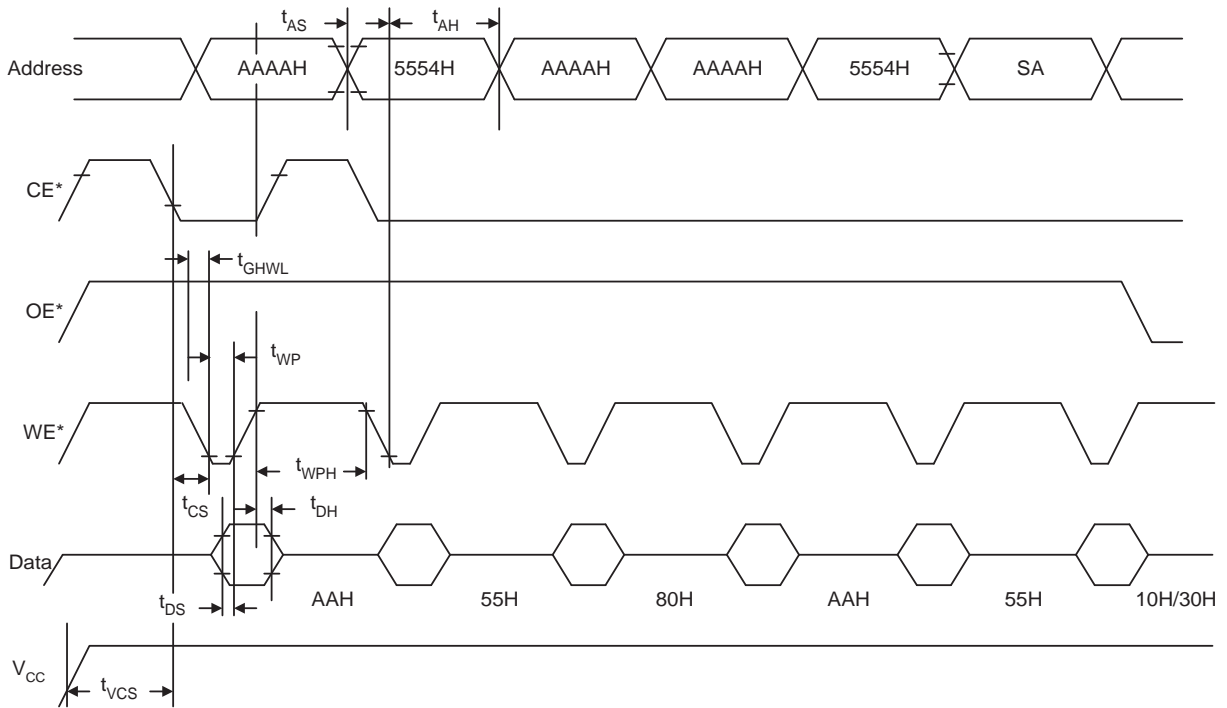 tAS
tAH
Address
AAAAH
5554H
AAAAH
AAAAH
5554H
SA
CE*
tGHWL
OE*
tWP
WE*
tWPH
tCS
tDH
Data
tDS
AAH
55H
80H
AAH
55H
10H/30H
VCC
tVCS